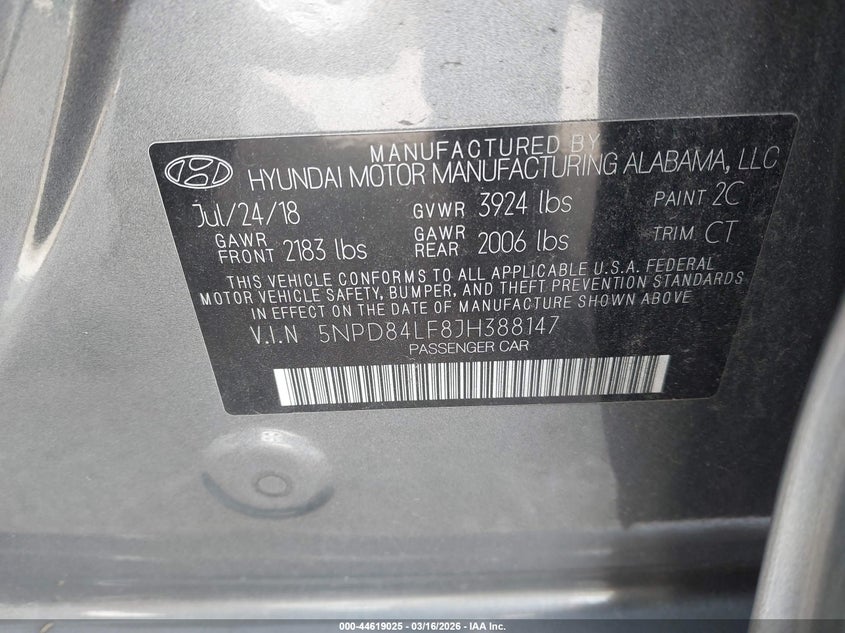 MANUFACTURED BY
HYUNDAI MOTOR MANUFACTURING ALABAMA, LLC
Jul/24/18 GVWR 3924 lbs PAINT 2C
GAWR FRONT 2183 lbs GAWR REAR 2006 lbs TRIM CT
THIS VEHICLE CONFORMS TO ALL APPLICABLE U.S.A. FEDERAL
MOTOR VEHICLE SAFETY, BUMPER, AND THEFT PREVENTION STANDARDS
IN EFFECT ON THE DATE OF MANUFACTURE SHOWN ABOVE
V.I.N 5NPD84LF8JH388147
PASSENGER CAR
000-44619025 - 03/16/2026 - IAA Inc.